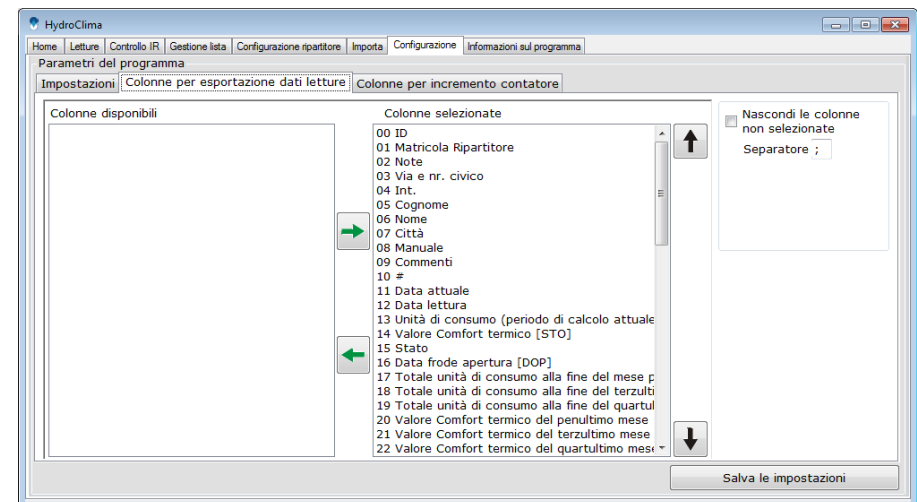 HydroClima
Home Letture Controllo IR Gestione lista Configurazione ripartitore Importa Configurazione Informazioni sul programma
Parametri del programma
Impostazioni Colonne per esportazione dati letture Colonne per incremento contatore
Colonne disponibili
Colonne selezionate
00 ID
01 Matricola Ripartitore
02 Note
03 Via e nr. civico
04 Int.
05 Cognome
06 Nome
07 Città
08 Manuale
09 Commenti
10 #
11 Data attuale
12 Data lettura
13 Unità di consumo (periodo di calcolo attuale
14 Valore Comfort termico [STO]
15 Stato
16 Data frode apertura [DOP]
17 Totale unità di consumo alla fine del mese p
18 Totale unità di consumo alla fine del terzulti
19 Totale unità di consumo alla fine del quartul
20 Valore Comfort termico del penultimo mese
21 Valore Comfort termico del terzultimo mese
22 Valore Comfort termico del quartultimo mese
Nascondi le colonne
non selezionate
Separatore ;
Salva le impostazioni